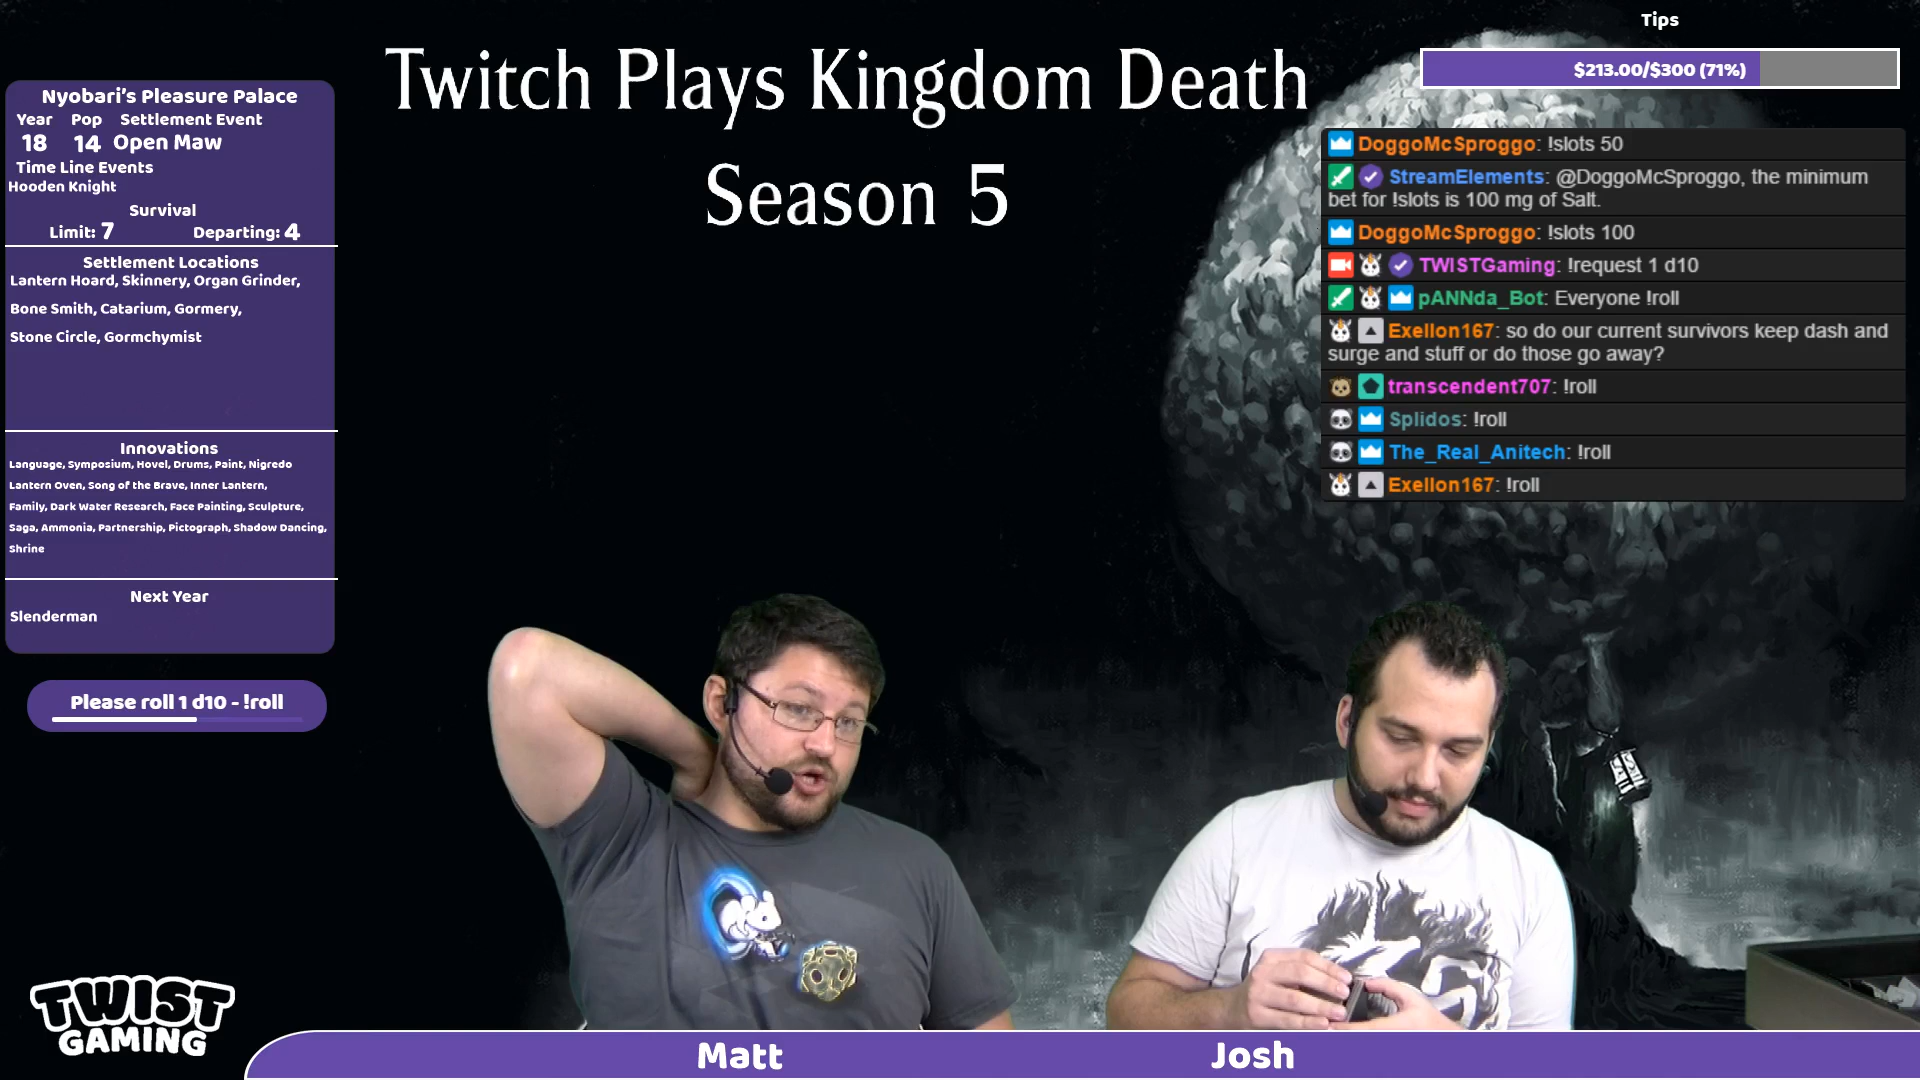 Twitch Plays Kingdom Death
Season 5
Tips
$213.00/$300 (71%)
Nyobari's Pleasure Palace
Year Pop Settlement Event
18 14 Open Maw
Time Line Events
Hooden Knight
Survival
Limit: 7 Departing: 4
Settlement Locations
Lantern Hoard, Skinnery, Organ Grinder,
Bone Smith, Catarium, Gormery,
Stone Circle, Gormchymist
Innovations
Language, Symposium, Hovel, Drums, Paint, Nigredo
Lantern Oven, Song of the Brave, Inner Lantern,
Family, Dark Water Research, Face Painting, Sculpture,
Saga, Ammonia, Partnership, Pictograph, Shadow Dancing,
Shrine
Next Year
Slenderman
Please roll 1 d10 - !roll
DoggoMcSproggo: !slots 50
StreamElements: @DoggoMcSproggo, the minimum
bet for !slots is 100 mg of Salt.
DoggoMcSproggo: !slots 100
TWISTGaming: !request 1 d10
pANNda_Bot: Everyone !roll
Exellon167: so do our current survivors keep dash and
surge and stuff or do those go away?
transcendent707: !roll
Splidos: !roll
The_Real_Anitech: !roll
Exellon167: !roll
TWIST
GAMING
Matt
Josh